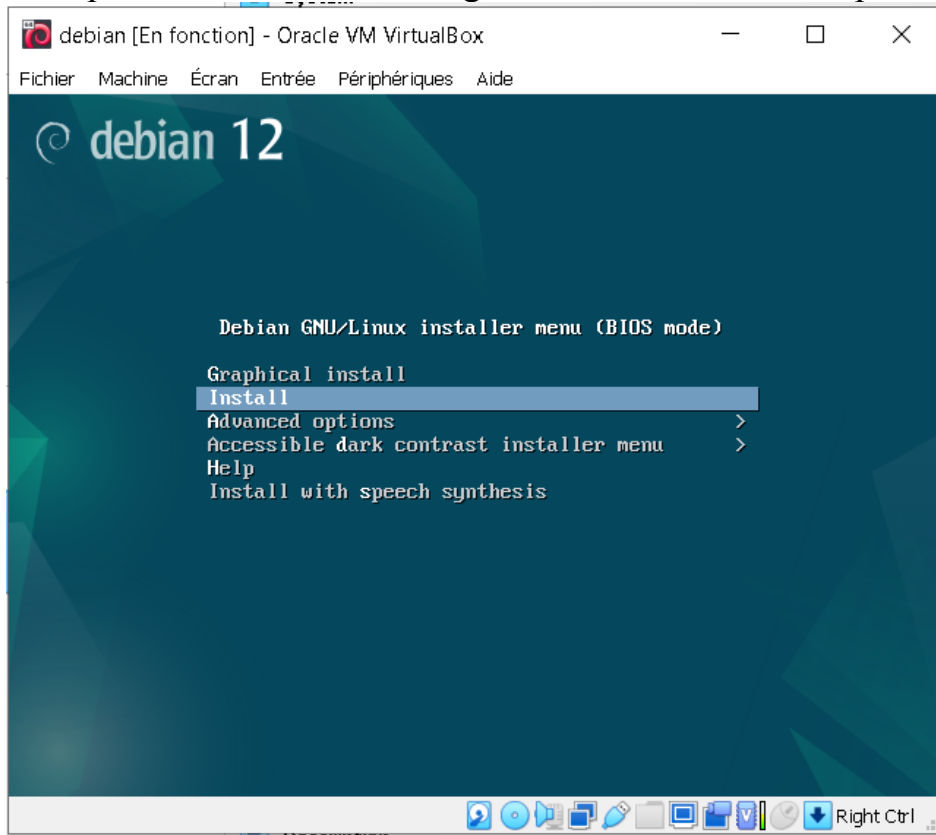 debian [En fonction] - Oracle VM VirtualBox
Fichier Machine Écran Entrée Périphériques Aide
debian 12
Debian GNU/Linux installer menu (BIOS mode)
Graphical install
Install
Advanced options >
Accessible dark contrast installer menu >
Help
Install with speech synthesis
Right Ctrl